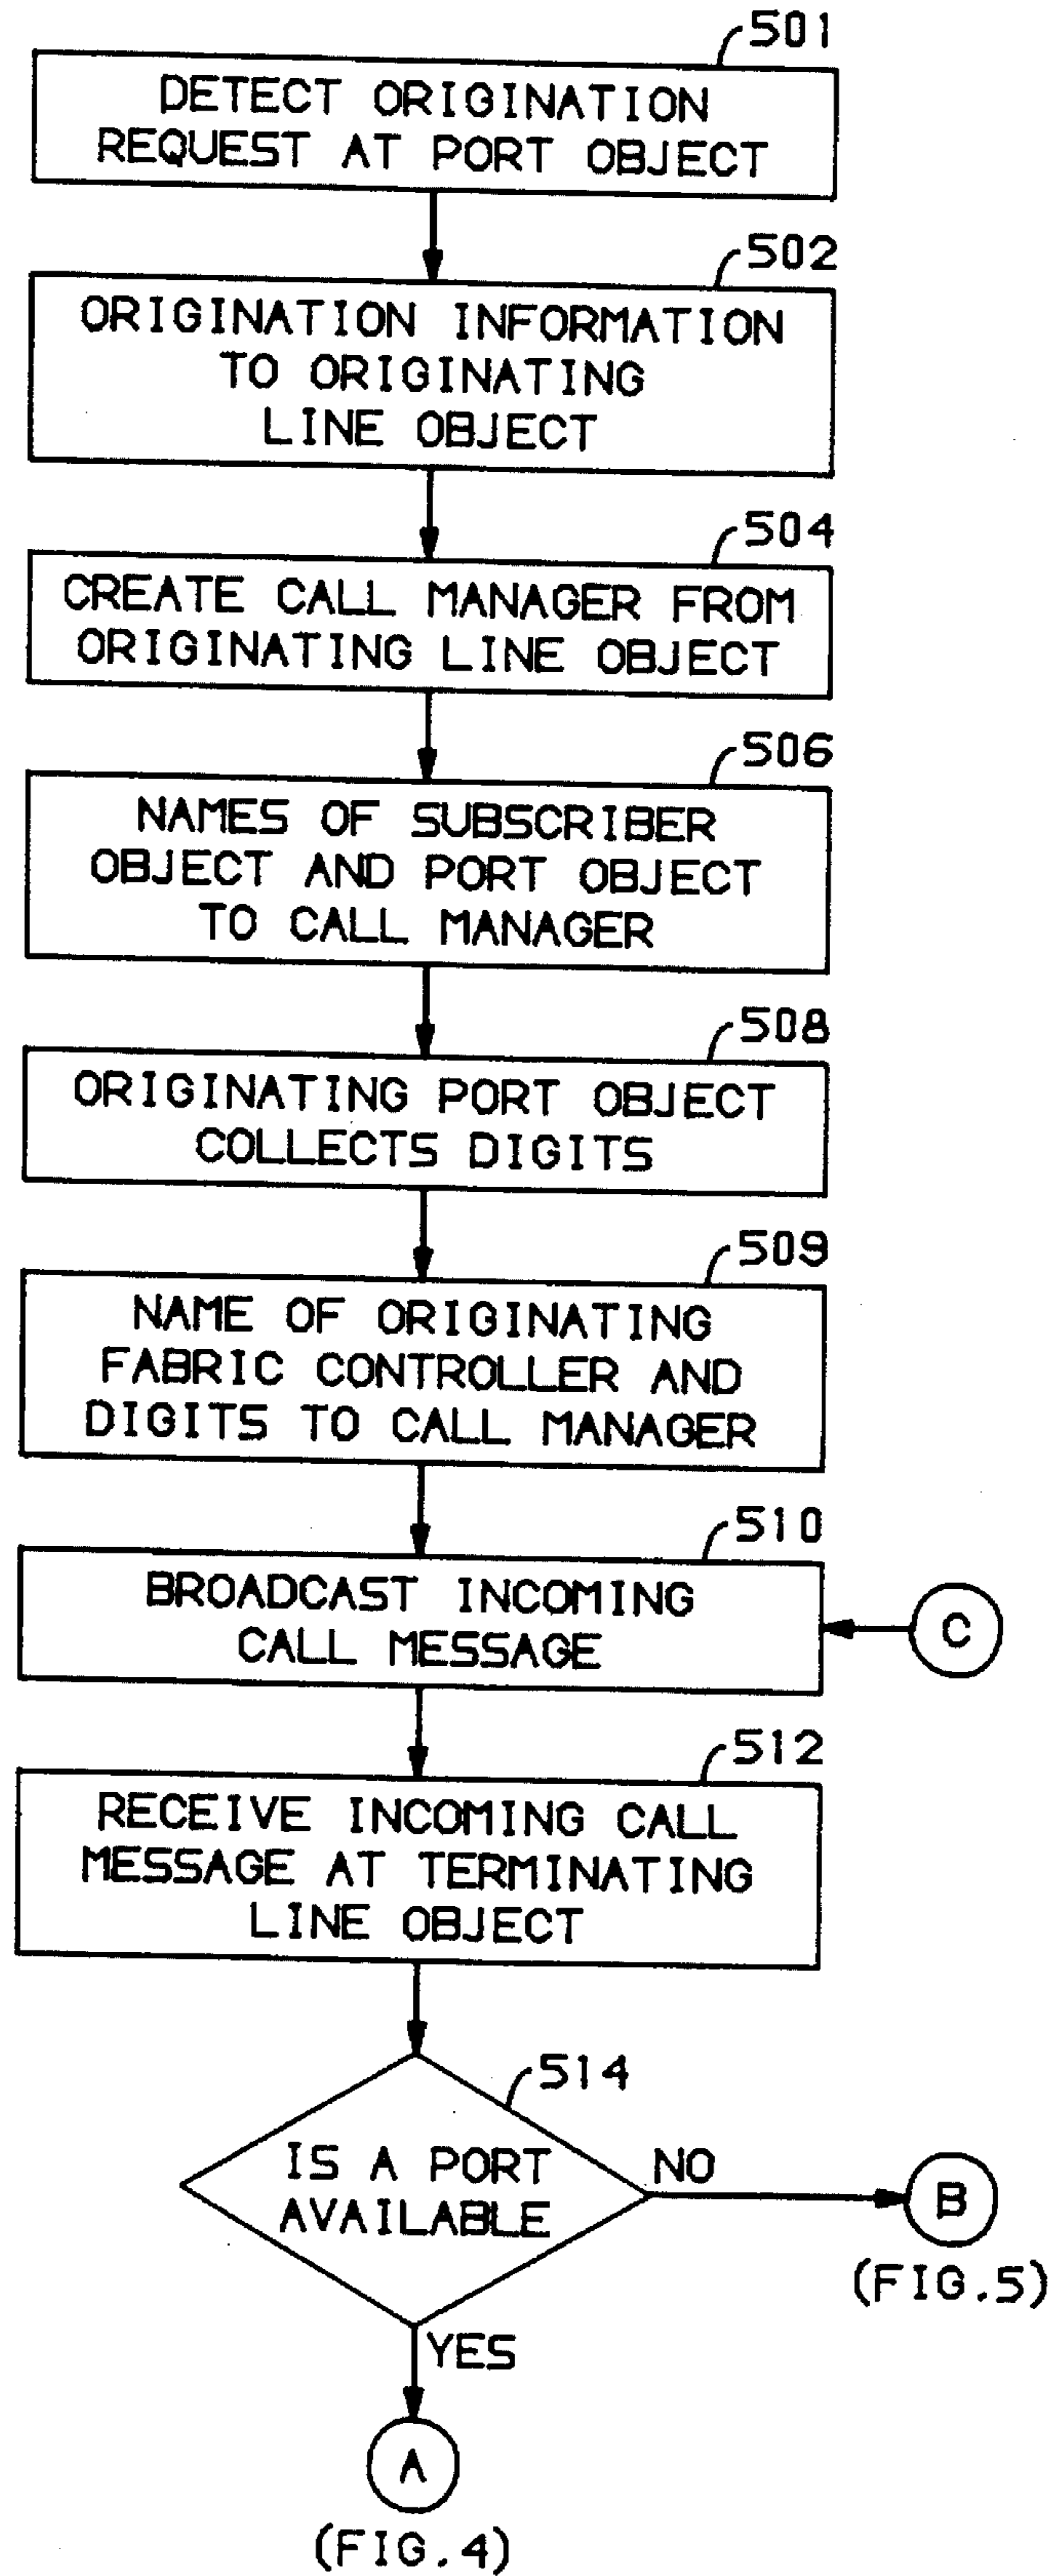 501
DETECT ORIGINATION
REQUEST AT PORT OBJECT
502
ORIGINATION INFORMATION
TO ORIGINATING
LINE OBJECT
504
CREATE CALL MANAGER FROM
ORIGINATING LINE OBJECT
506
NAMES OF SUBSCRIBER
OBJECT AND PORT OBJECT
TO CALL MANAGER
508
ORIGINATING PORT OBJECT
COLLECTS DIGITS
509
NAME OF ORIGINATING
FABRIC CONTROLLER AND
DIGITS TO CALL MANAGER
510
BROADCAST INCOMING
CALL MESSAGE
C
512
RECEIVE INCOMING CALL
MESSAGE AT TERMINATING
LINE OBJECT
514
IS A PORT
AVAILABLE
NO
B
(FIG.5)
YES
A
(FIG.4)